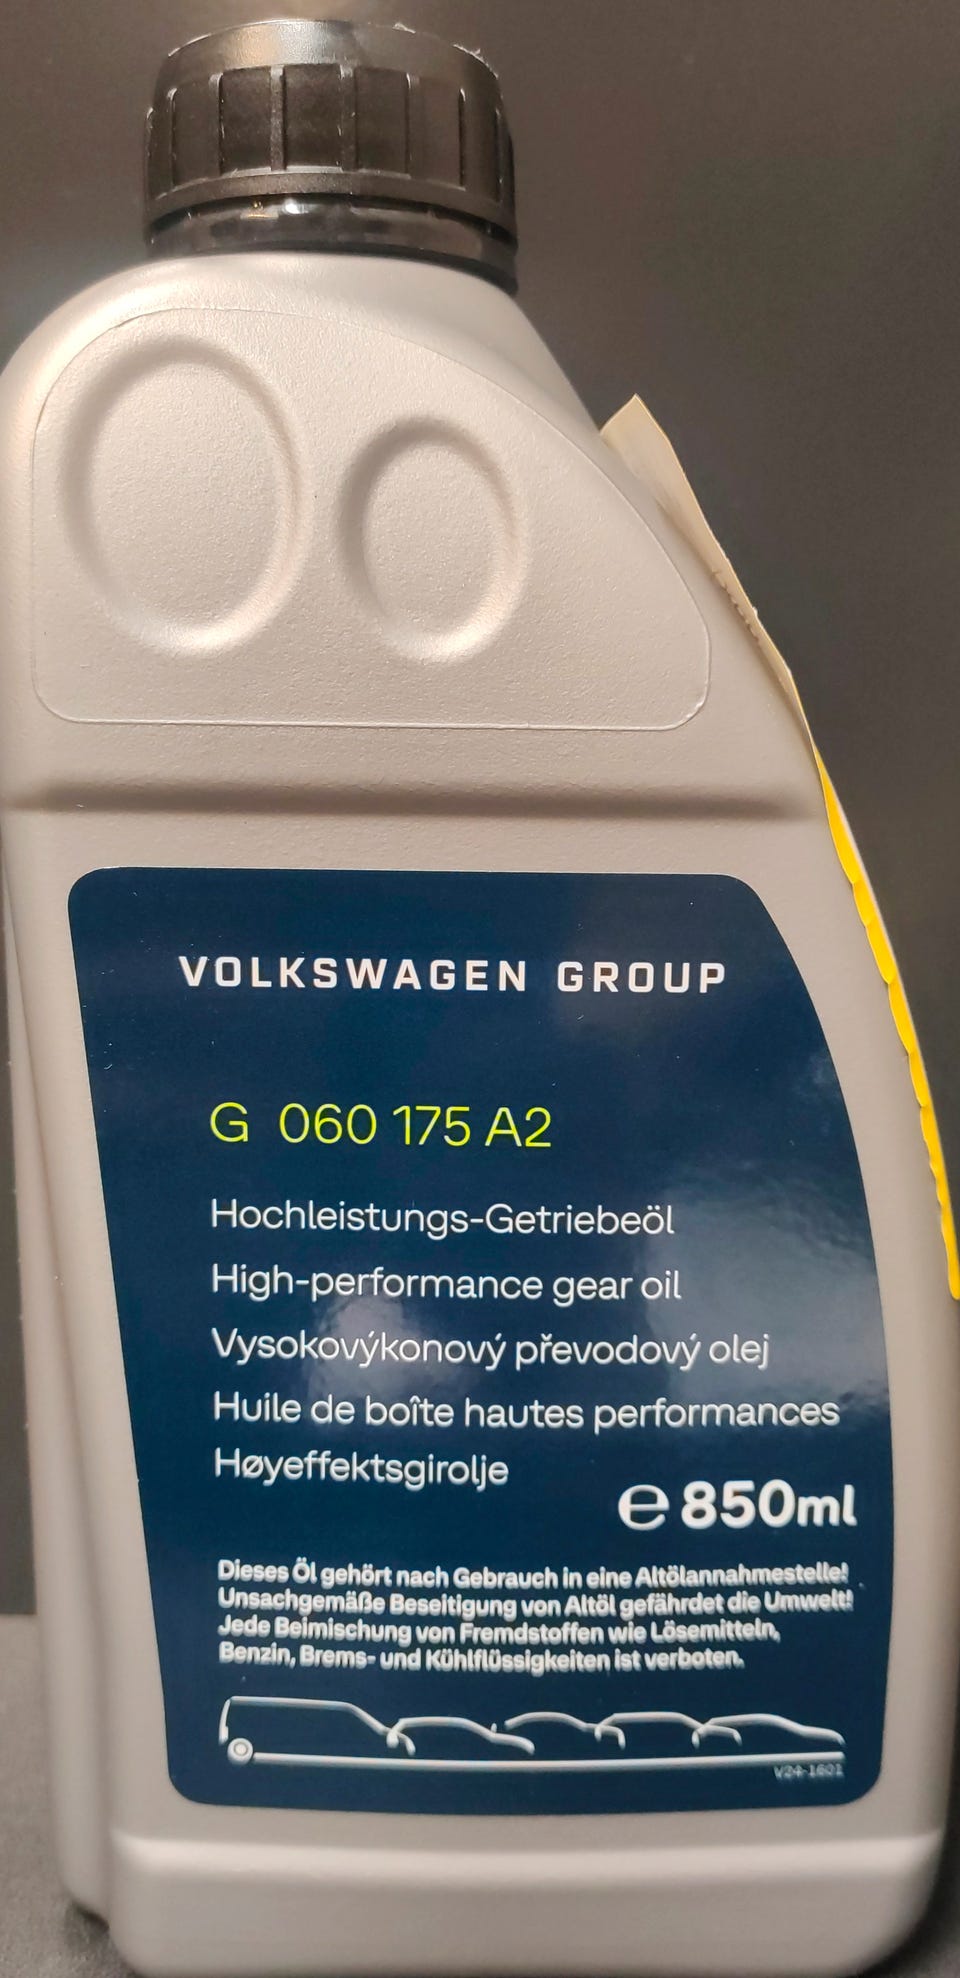 VOLKSWAGEN GROUP
G 060 175 A2
Hochleistungs-Getriebeöl
High-performance gear oil
Vysokovýkonový převodový olej
Huile de boîte hautes performances
Høyeffektsgirolje
℮ 850ml
Dieses Öl gehört nach Gebrauch in eine Altölannahmestelle!
Unsachgemäße Beseitigung von Altöl gefährdet die Umwelt!
Jede Beimischung von Fremdstoffen wie Lösemitteln,
Benzin, Brems- und Kühlflüssigkeiten ist verboten.
V24-1601